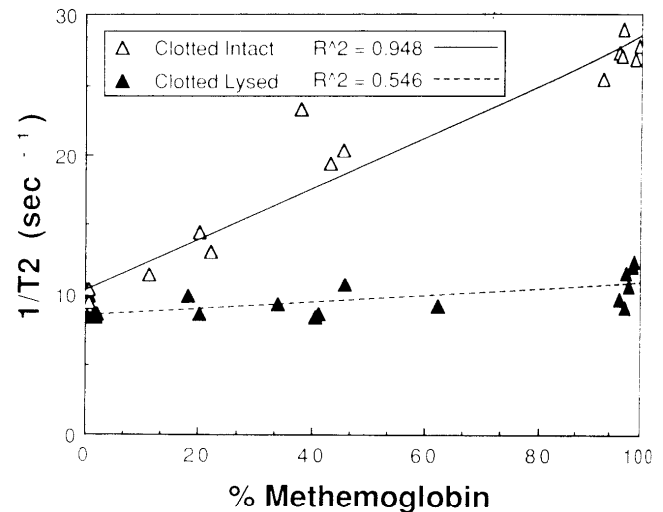 30
△ Clotted Intact R^2 = 0.948
▲ Clotted Lysed R^2 = 0.546
20
10
0
1/T2 (sec -1)
0 20 40 60 80 100
% Methemoglobin